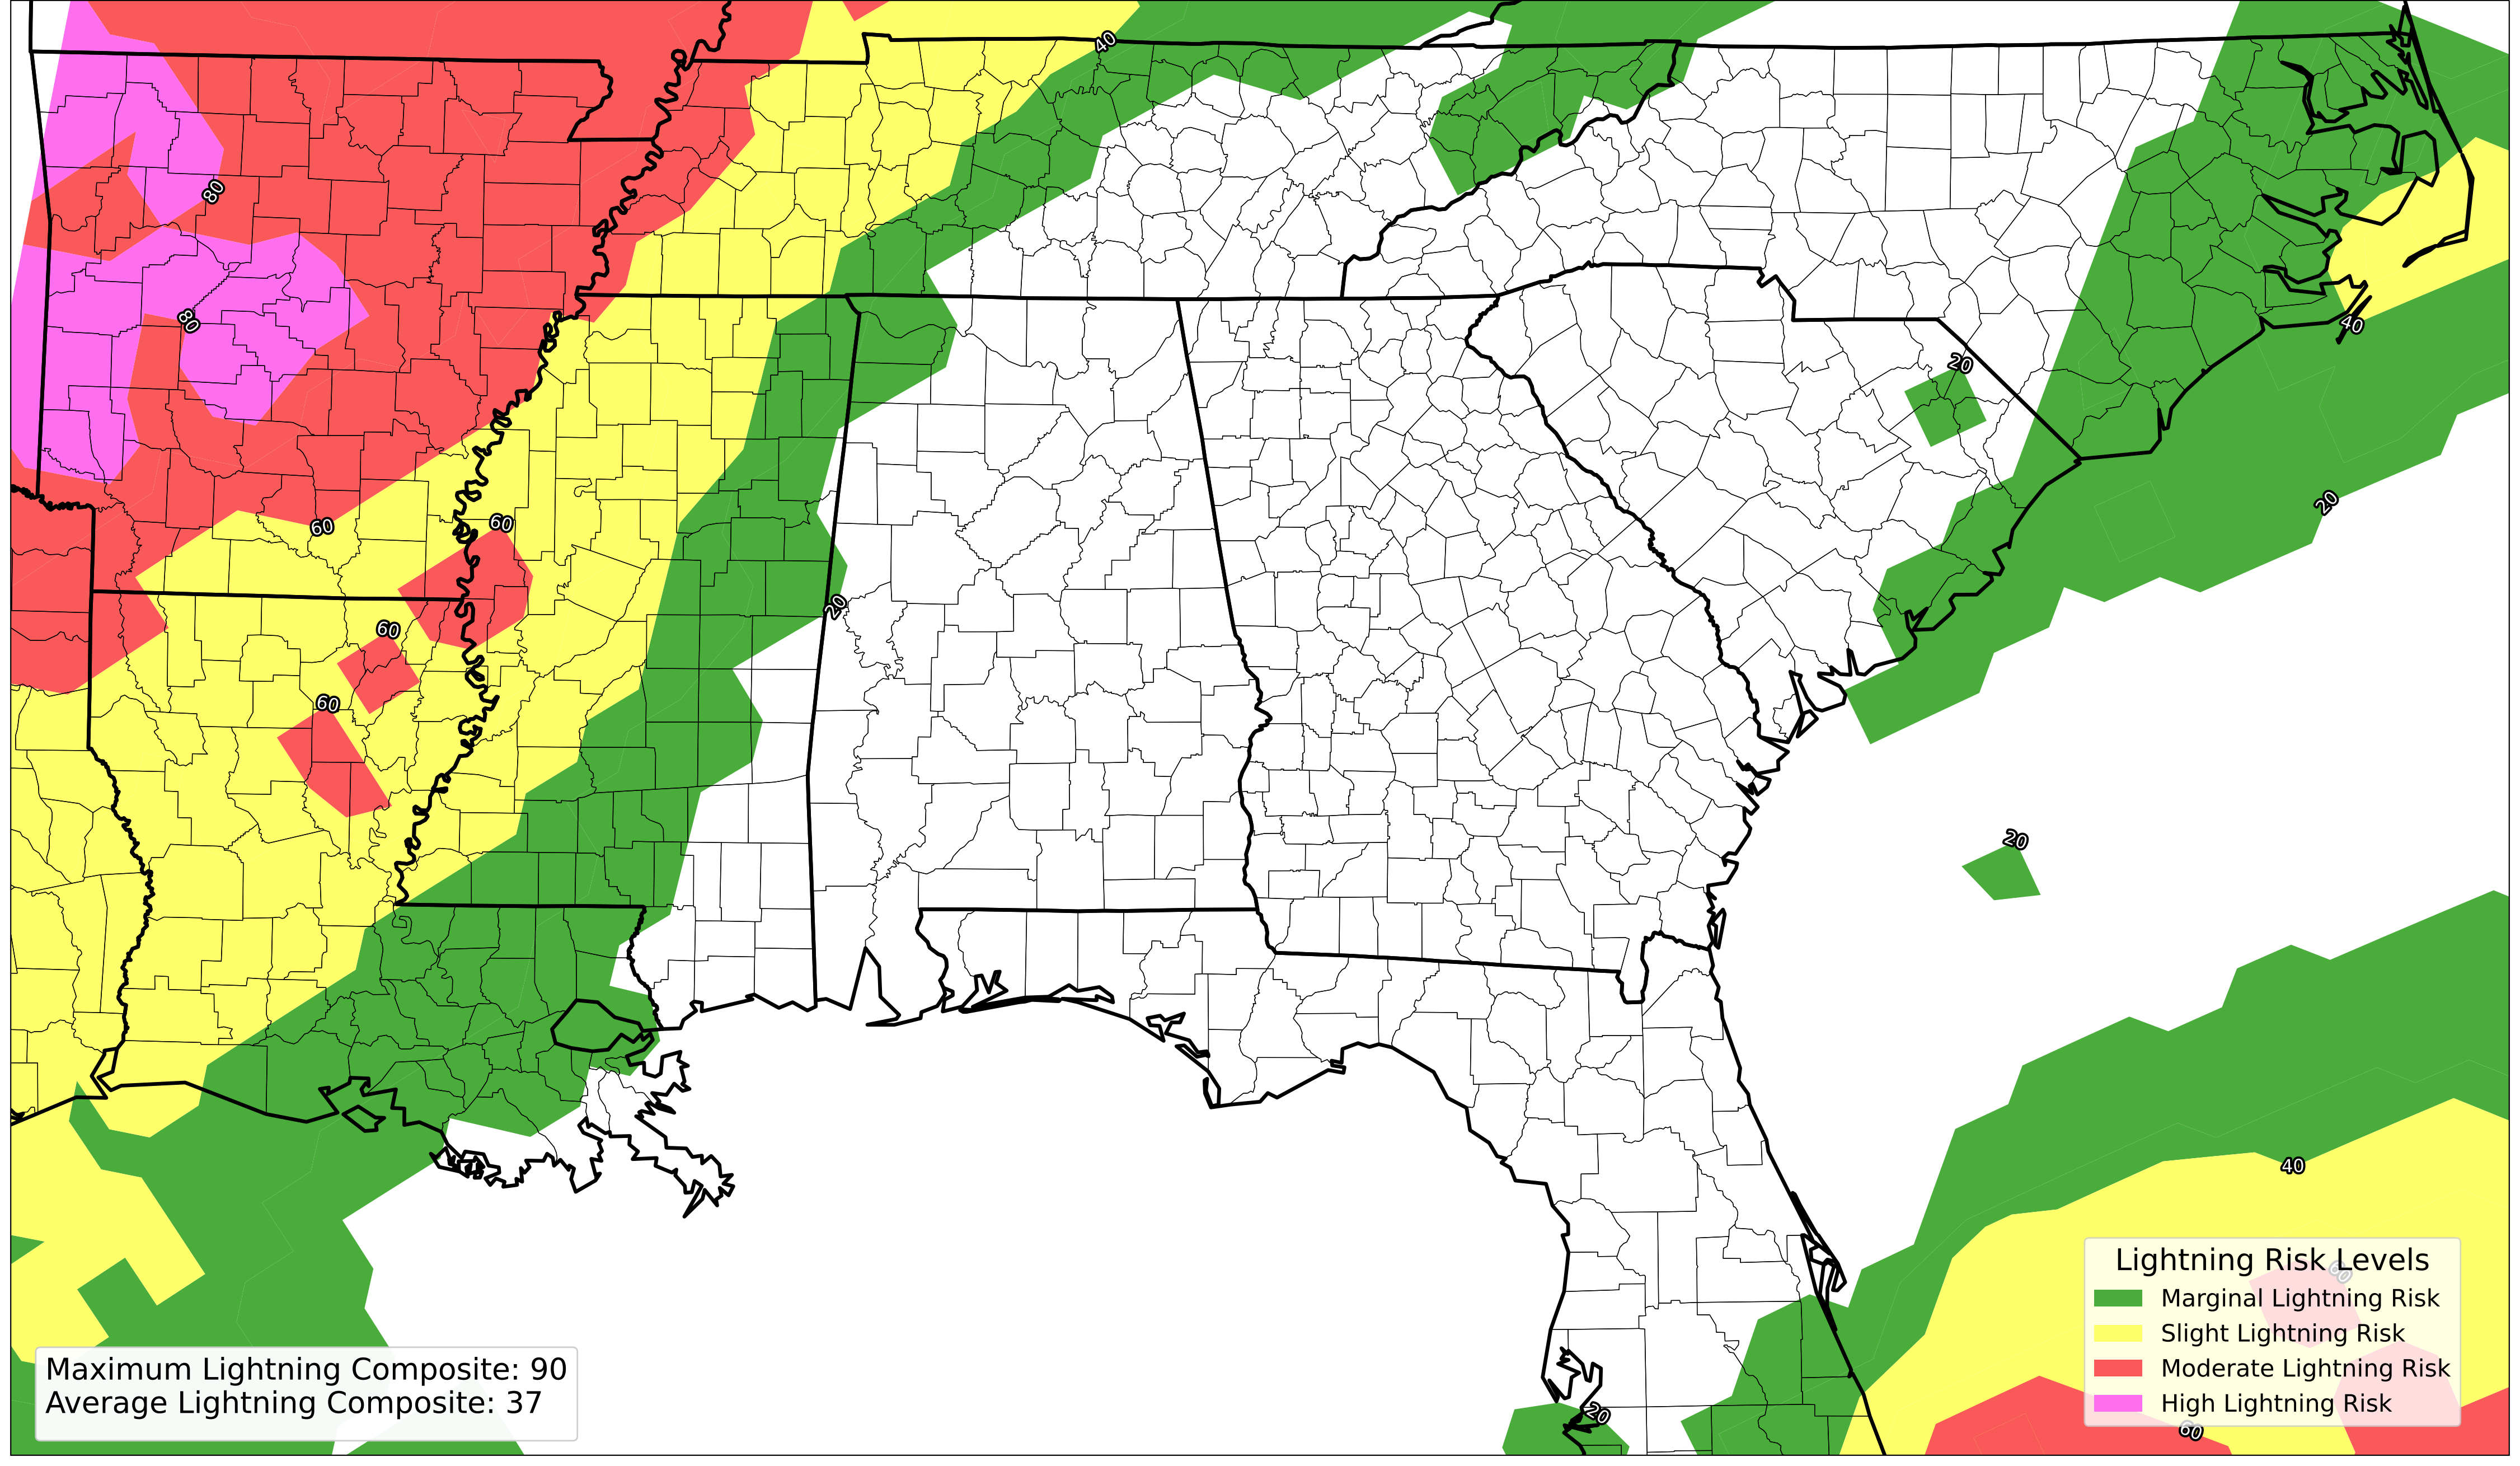 40
80
80
40
20
20
60
60
20
60
60
20
40
60
20
60
Lightning Risk Levels
Marginal Lightning Risk
Slight Lightning Risk
Moderate Lightning Risk
High Lightning Risk
Maximum Lightning Composite: 90
Average Lightning Composite: 37